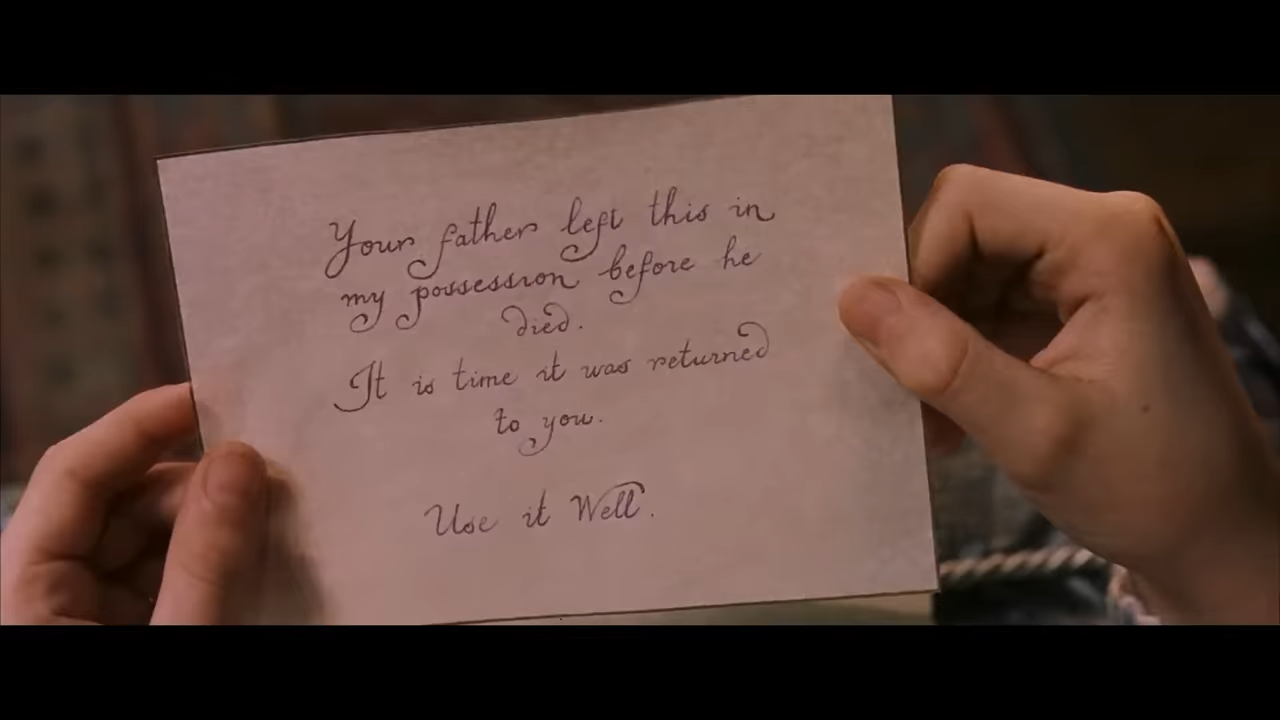 Your father left this in
my possession before he
died.
It is time it was returned
to you.
Use it Well.